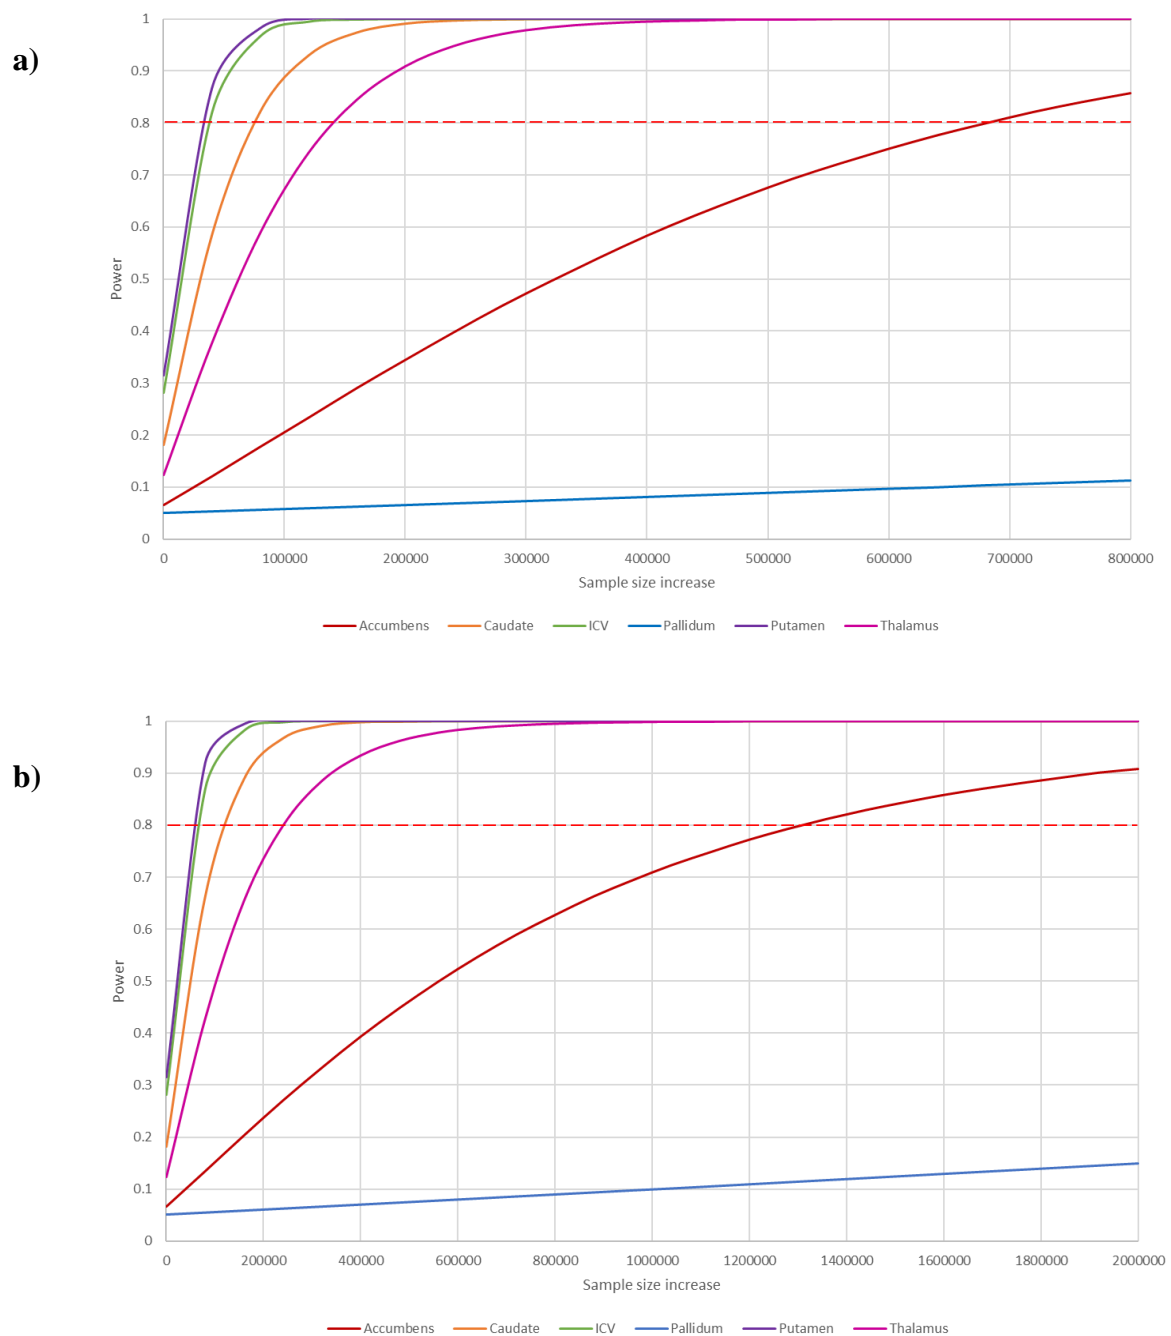 a)
1
0.9
0.8
0.7
0.6
0.5
0.4
0.3
0.2
0.1
0
Power
0 100000 200000 300000 400000 500000 600000 700000 800000
Sample size increase
Accumbens Caudate ICV Pallidum Putamen Thalamus
b)
1
0.9
0.8
0.7
0.6
0.5
0.4
0.3
0.2
0.1
0
Power
0 200000 400000 600000 800000 1000000 1200000 1400000 1600000 1800000 2000000
Sample size increase
Accumbens Caudate ICV Pallidum Putamen Thalamus